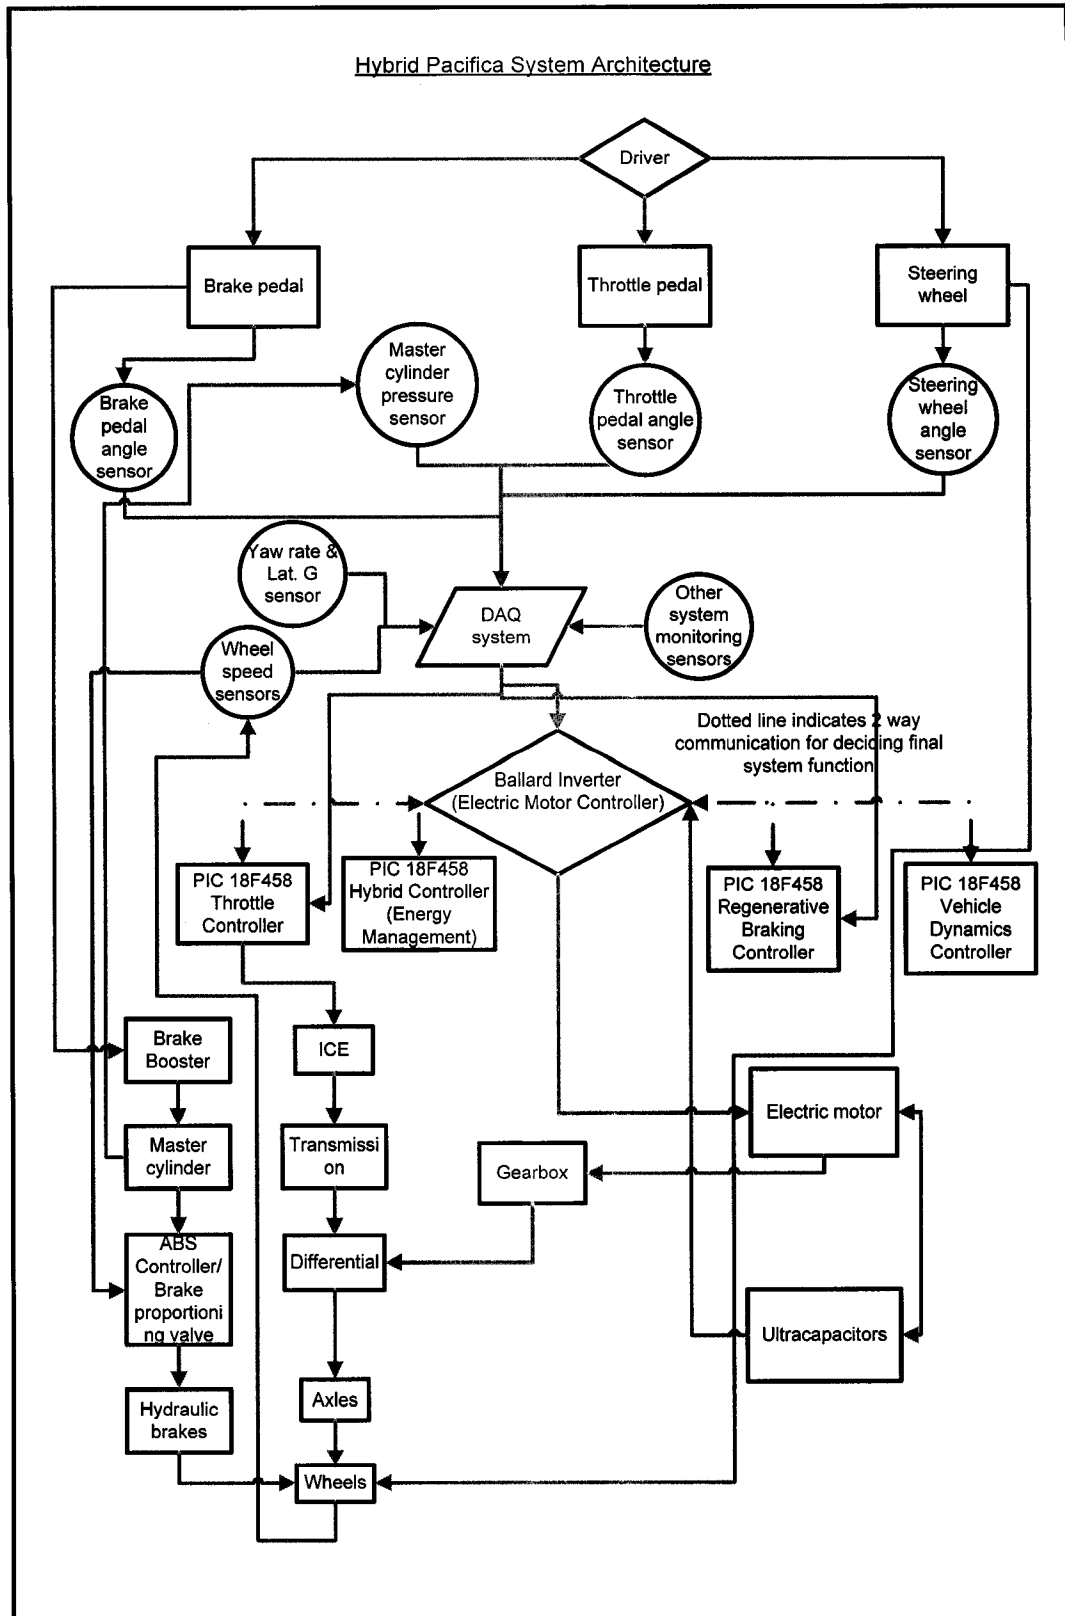 Hybrid Pacifica System Architecture
Driver
Brake pedal
Throttle pedal
Steering
wheel
Master
cylinder
pressure
sensor
Brake
pedal
angle
sensor
Throttle
pedal angle
sensor
Steering
wheel
angle
sensor
Yaw rate &
Lat. G
sensor
DAQ
system
Other
system
monitoring
sensors
Wheel
speed
sensors
Dotted line indicates 2 way
communication for deciding final
system function
Ballard Inverter
(Electric Motor Controller)
PIC 18F458
Throttle
Controller
PIC 18F458
Hybrid Controller
(Energy
Management)
PIC 18F458
Regenerative
Braking
Controller
PIC 18F458
Vehicle
Dynamics
Controller
Brake
Booster
ICE
Electric motor
Master
cylinder
Transmissi
on
Gearbox
ABS
Controller/
Brake
proportioni
ng valve
Differential
Ultracapacitors
Hydraulic
brakes
Axles
Wheels